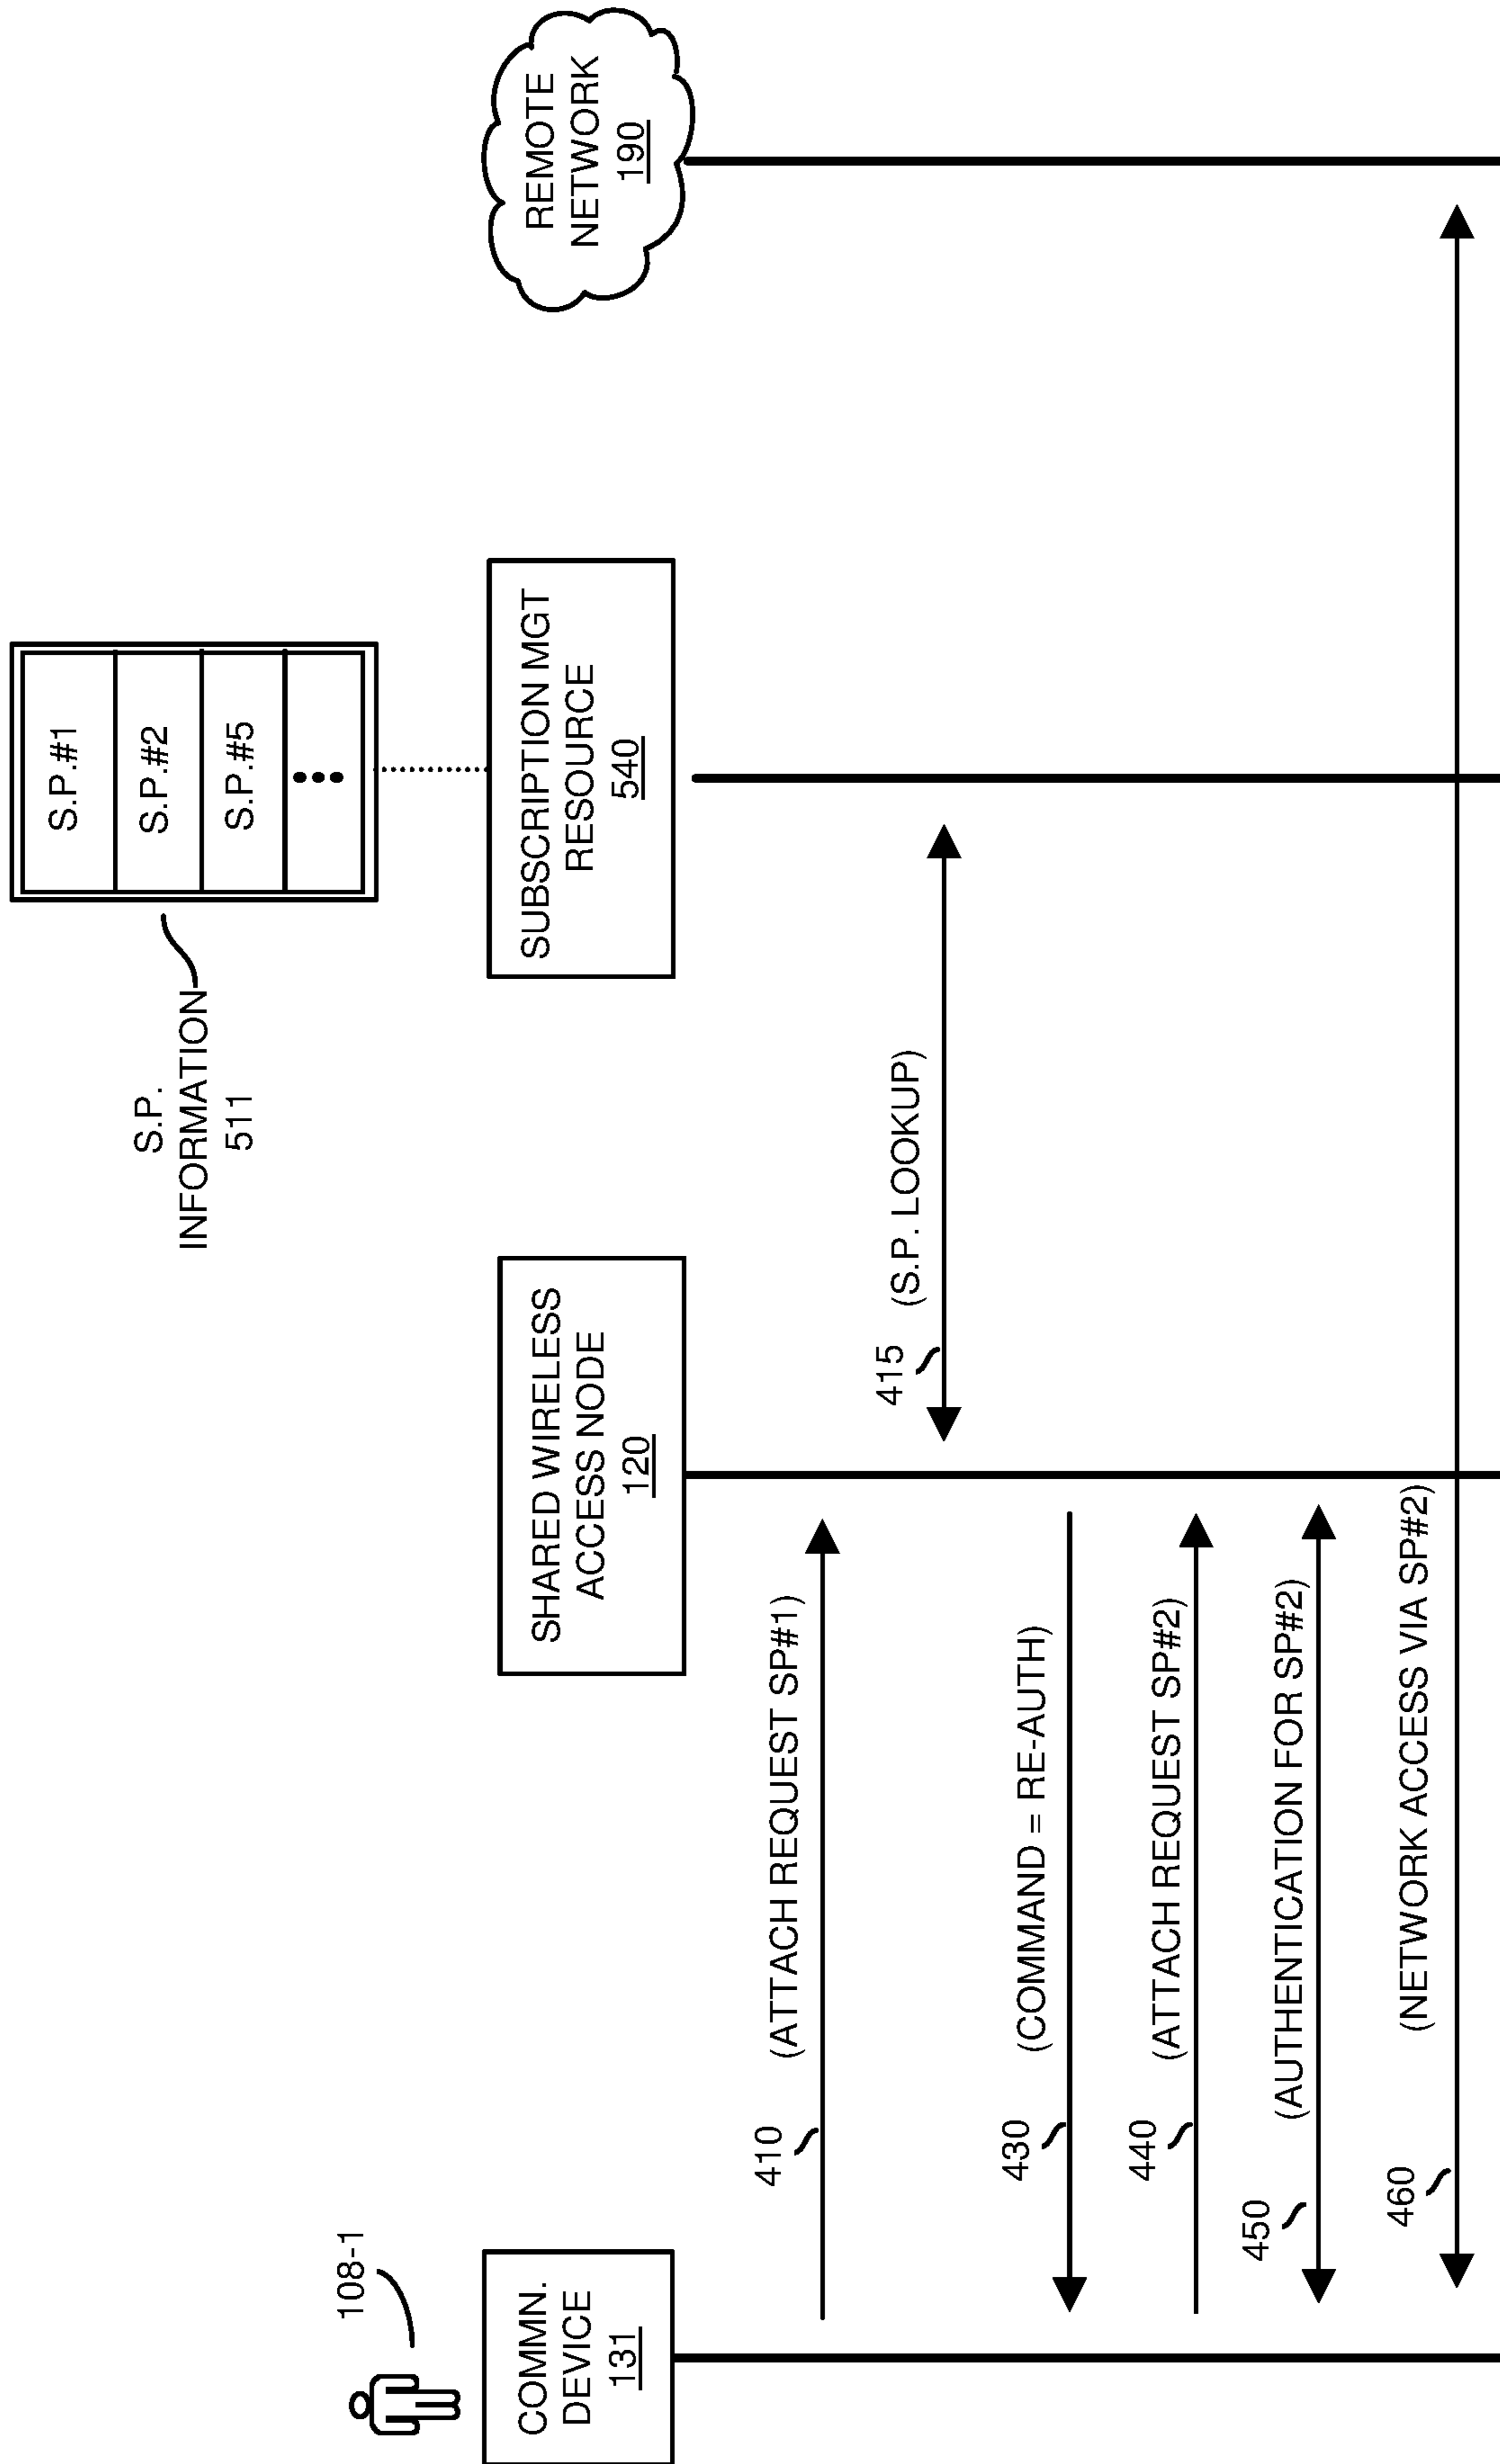 108-1
COMMN.
DEVICE
131
SHARED WIRELESS
ACCESS NODE
120
S.P.
INFORMATION
511
S.P.#1
S.P.#2
S.P.#5
SUBSCRIPTION MGT
RESOURCE
540
REMOTE
NETWORK
190
410
(ATTACH REQUEST SP#1)
415
(S.P. LOOKUP)
430
(COMMAND = RE-AUTH)
440
(ATTACH REQUEST SP#2)
450
(AUTHENTICATION FOR SP#2)
460
(NETWORK ACCESS VIA SP#2)